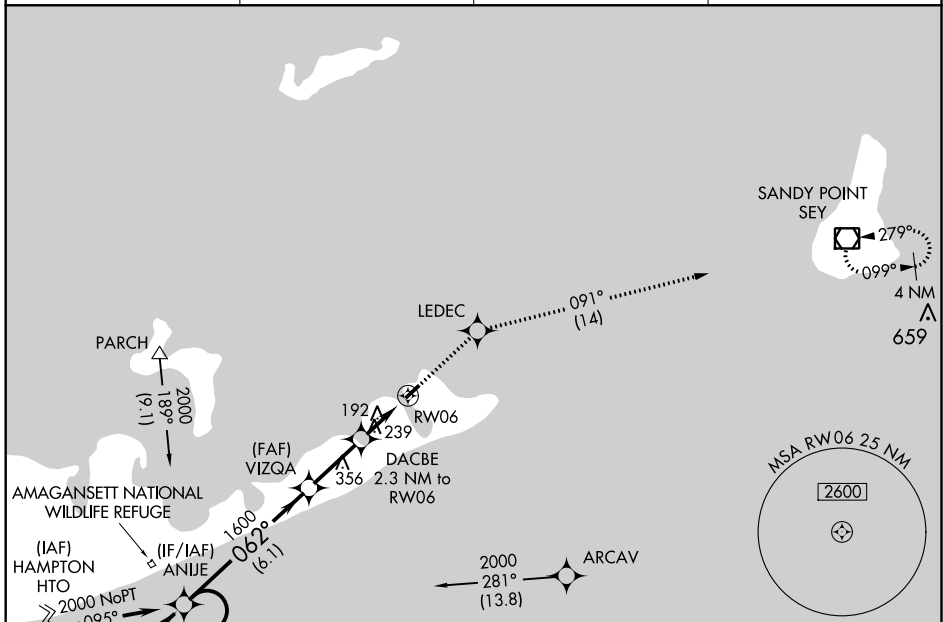 SANDY POINT
SEY
279°
099°
4 NM
659
091°
(14)
LEDEC
PARCH
2000
189°
(9.1)
192
RW06
239
(FAF)
VIZQA
356
DACBE
2.3 NM to
RW06
MSA RW06 25 NM
2600
AMAGANSETT NATIONAL
WILDLIFE REFUGE
1600
062°
(6.1)
(IAF)
HAMPTON
HTO
(IF/IAF)
ANIJE
2000 NoPT
095°
ARCAV
2000
281°
(13.8)